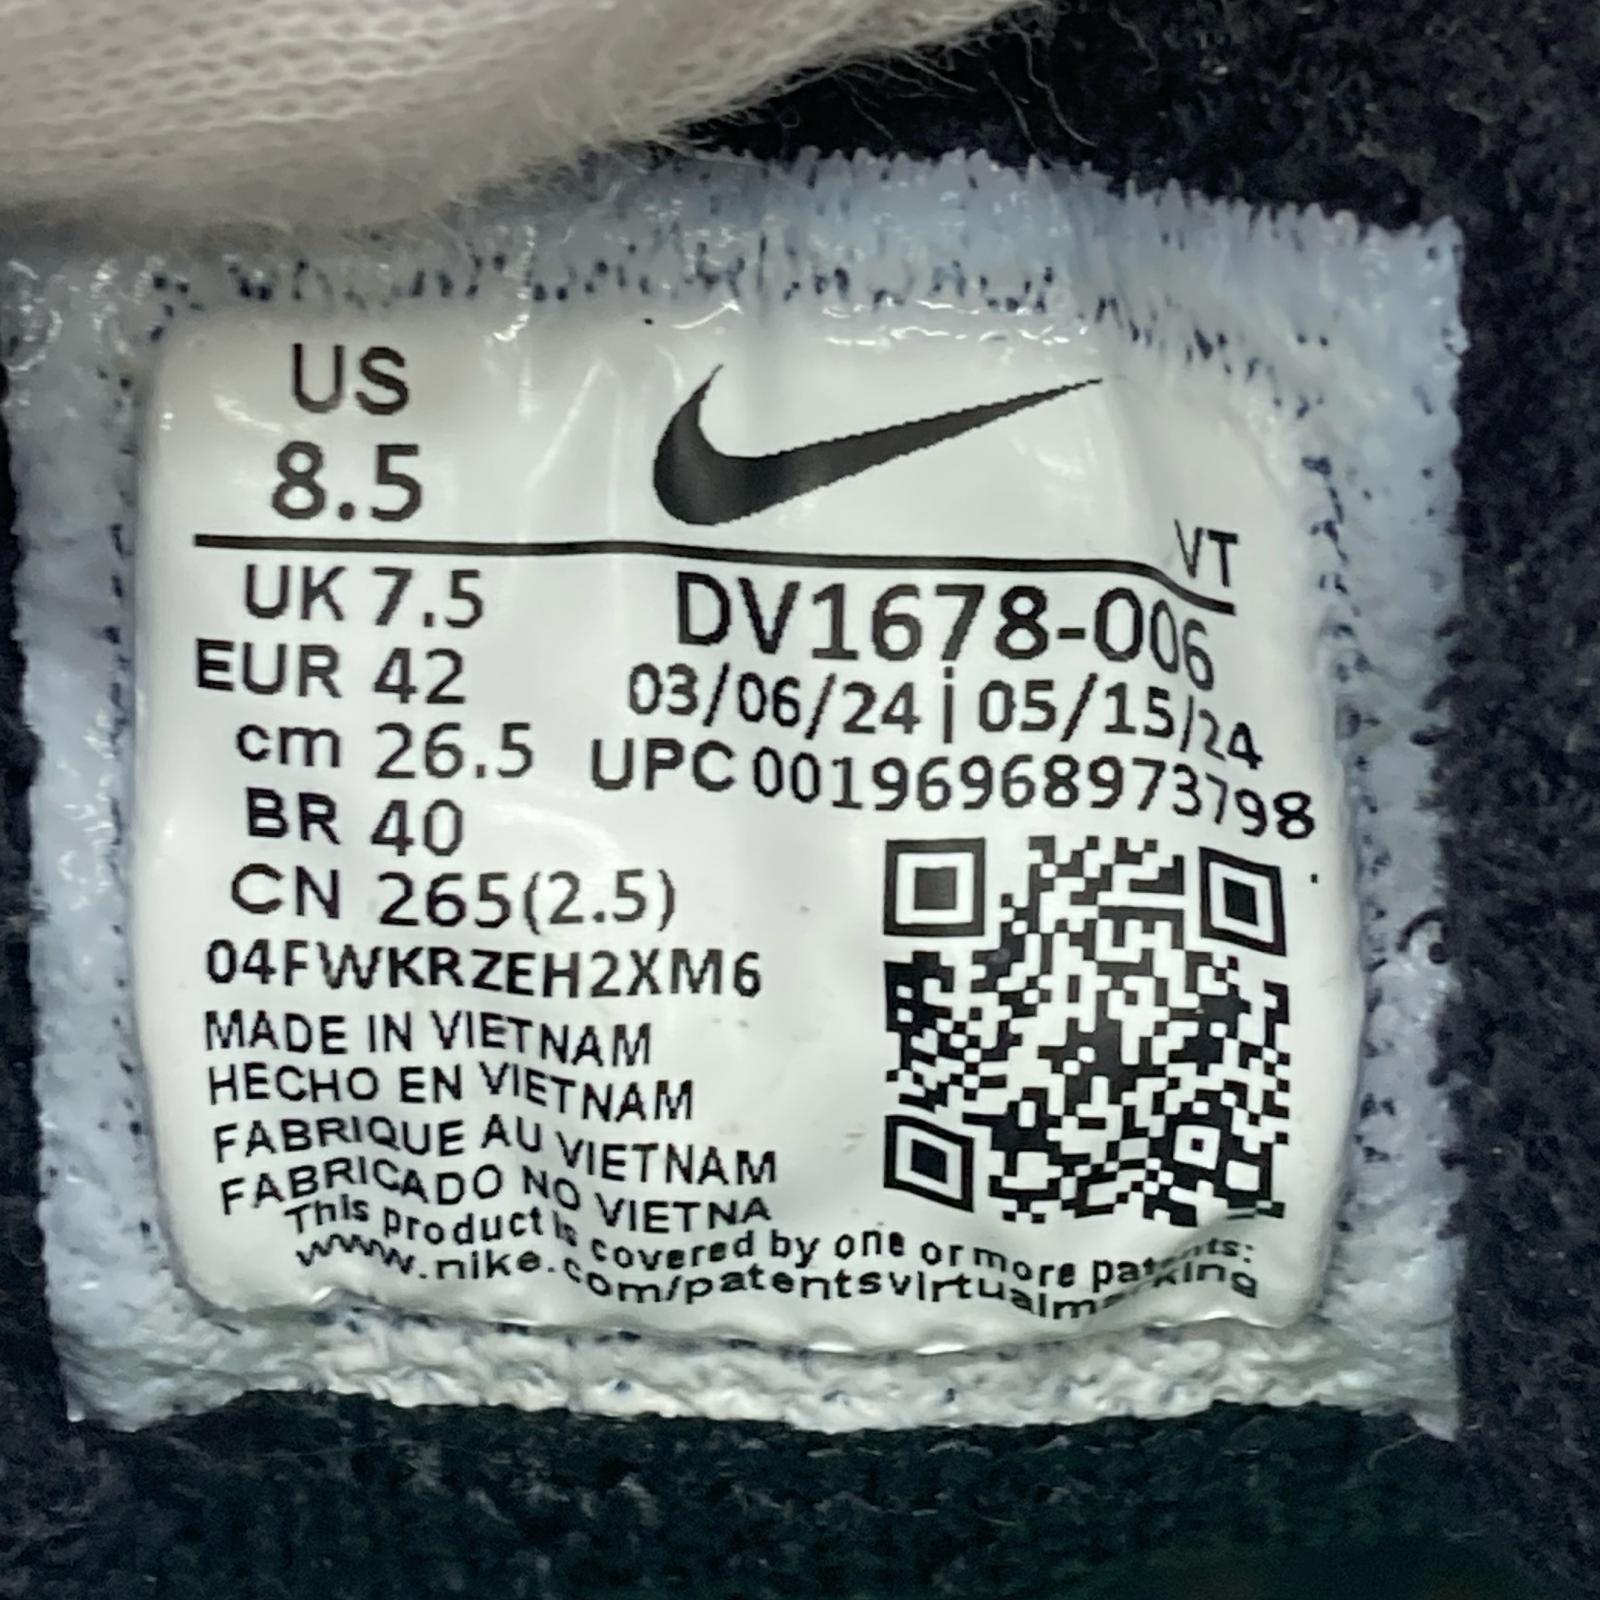 US
8.5
VT
UK 7.5
DV1678-006
EUR 42
03/06/24 | 05/15/24
cm 26.5
UPC 00196968973798
BR 40
CN 265(2.5)
04FWKRZEH2XM6
MADE IN VIETNAM
HECHO EN VIETNAM
FABRIQUE AU VIETNAM
FABRICADO NO VIETNA
This product is covered by one or more patents:
www.nike.com/patentsvirtualmarking